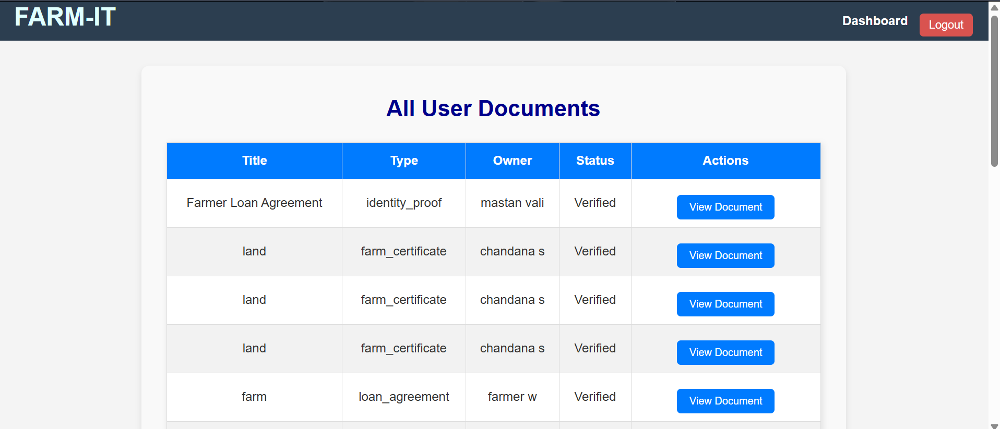 FARM-IT
Dashboard Logout
All User Documents
Title Type Owner Status Actions
Farmer Loan Agreement identity_proof mastan vali Verified View Document
land farm_certificate chandana s Verified View Document
land farm_certificate chandana s Verified View Document
land farm_certificate chandana s Verified View Document
farm loan_agreement farmer w Verified View Document